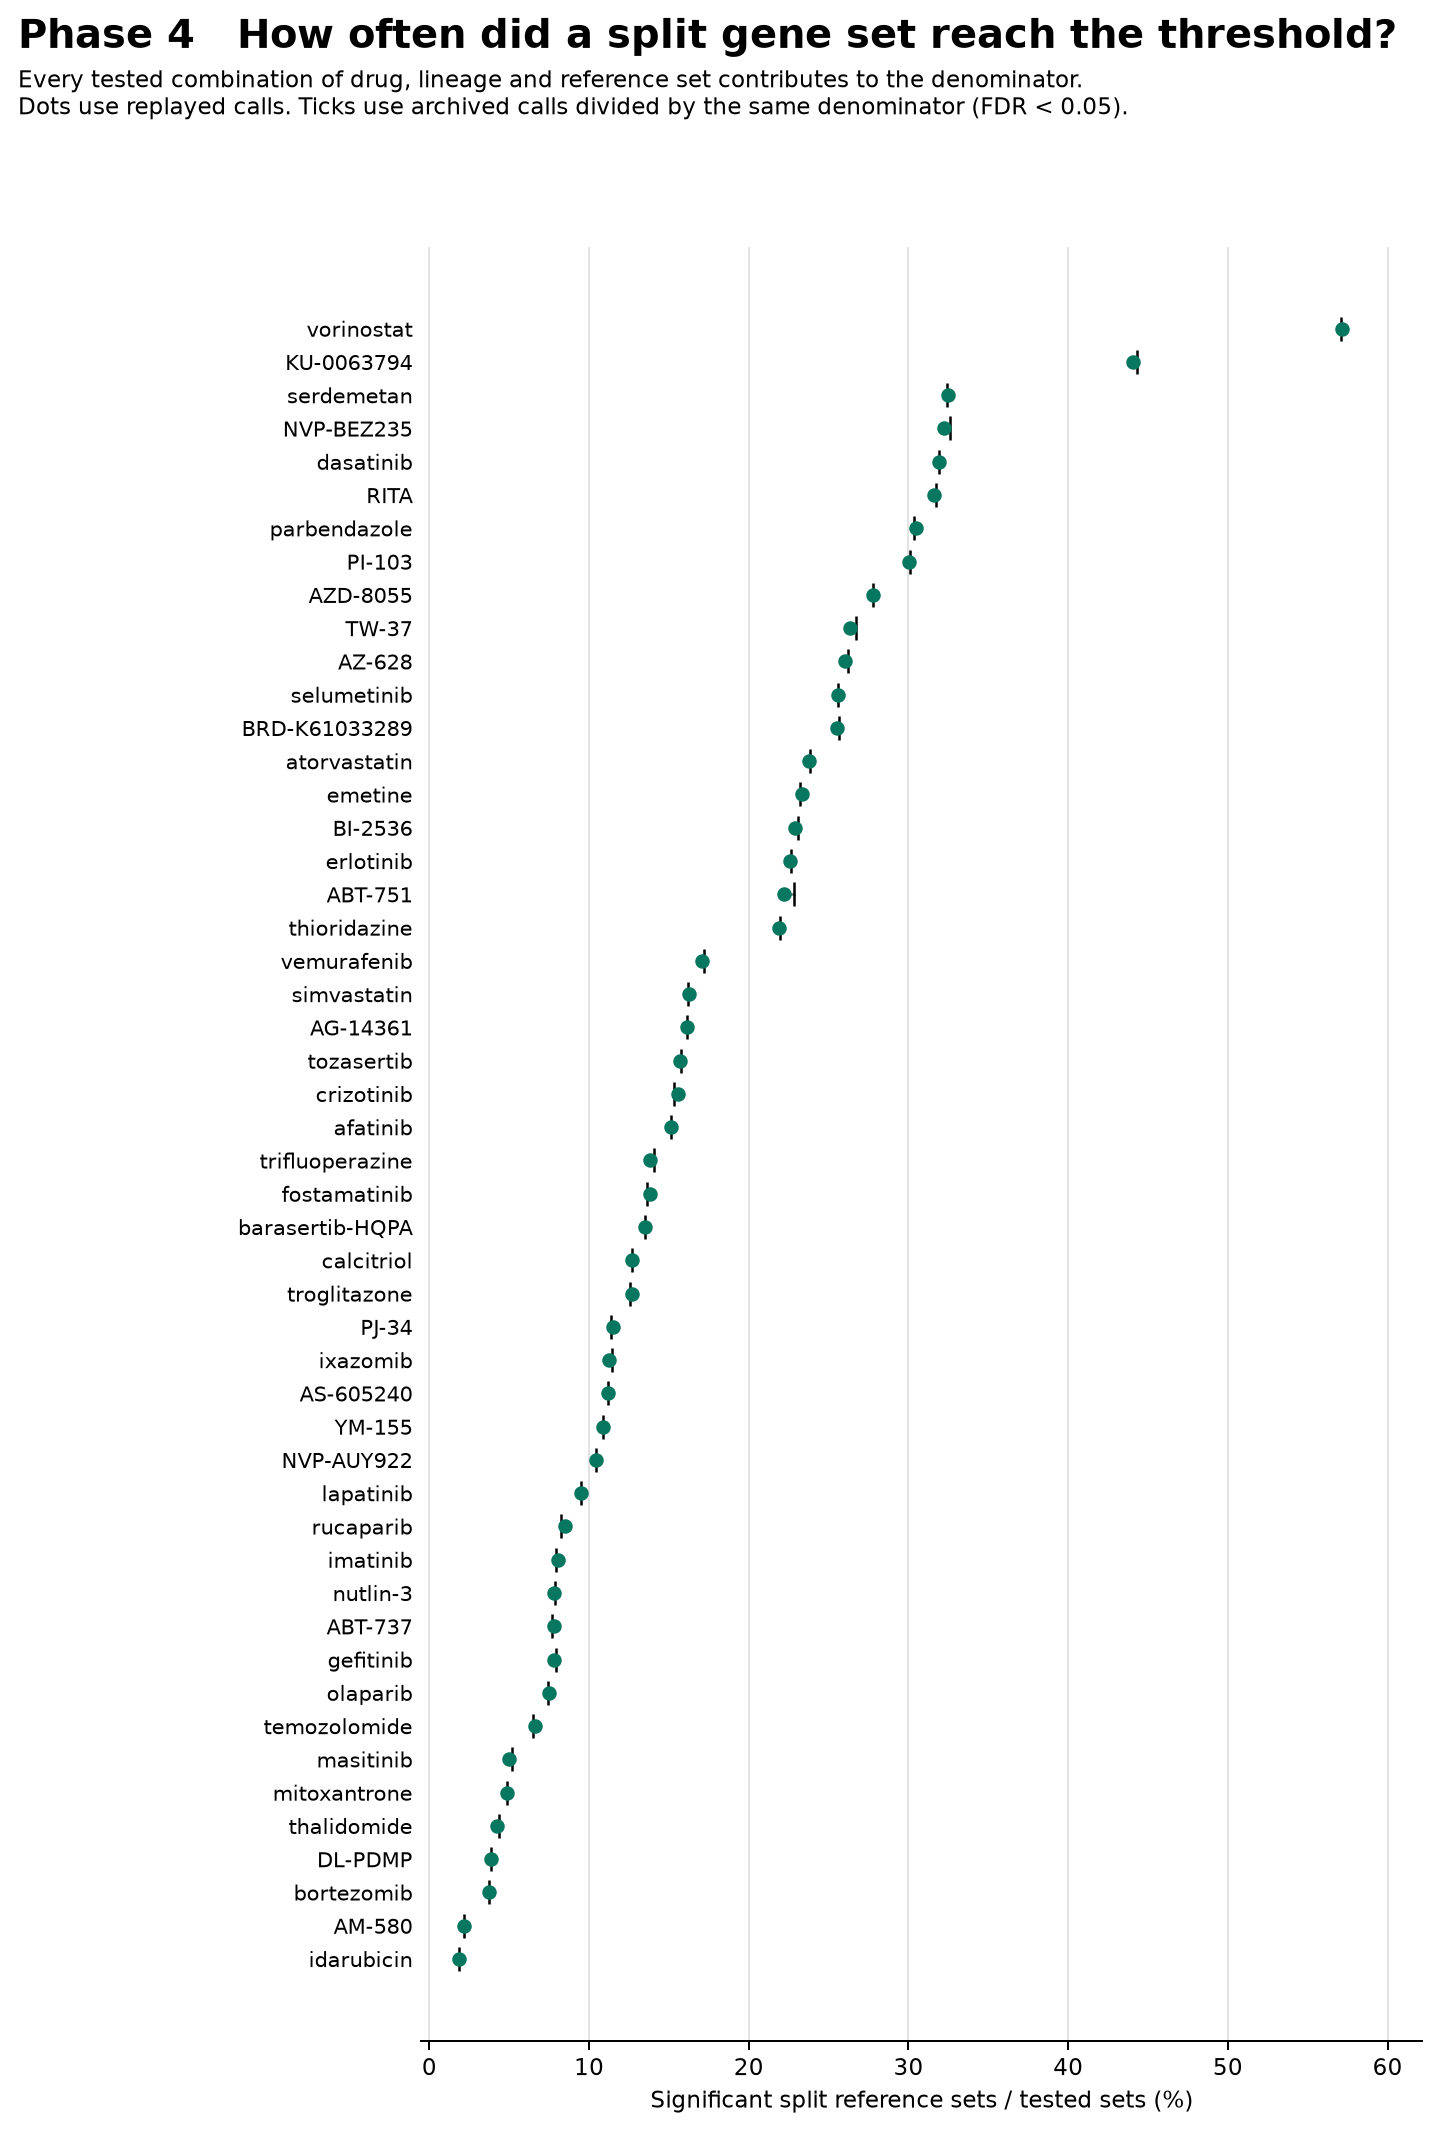 Phase 4   How often did a split gene set reach the threshold?
Every tested combination of drug, lineage and reference set contributes to the denominator.
Dots use replayed calls. Ticks use archived calls divided by the same denominator (FDR < 0.05).
vorinostat
KU-0063794
serdemetan
NVP-BEZ235
dasatinib
RITA
parbendazole
PI-103
AZD-8055
TW-37
AZ-628
selumetinib
BRD-K61033289
atorvastatin
emetine
BI-2536
erlotinib
ABT-751
thioridazine
vemurafenib
simvastatin
AG-14361
tozasertib
crizotinib
afatinib
trifluoperazine
fostamatinib
barasertib-HQPA
calcitriol
troglitazone
PJ-34
ixazomib
AS-605240
YM-155
NVP-AUY922
lapatinib
rucaparib
imatinib
nutlin-3
ABT-737
gefitinib
olaparib
temozolomide
masitinib
mitoxantrone
thalidomide
DL-PDMP
bortezomib
AM-580
idarubicin
0 10 20 30 40 50 60
Significant split reference sets / tested sets (%)